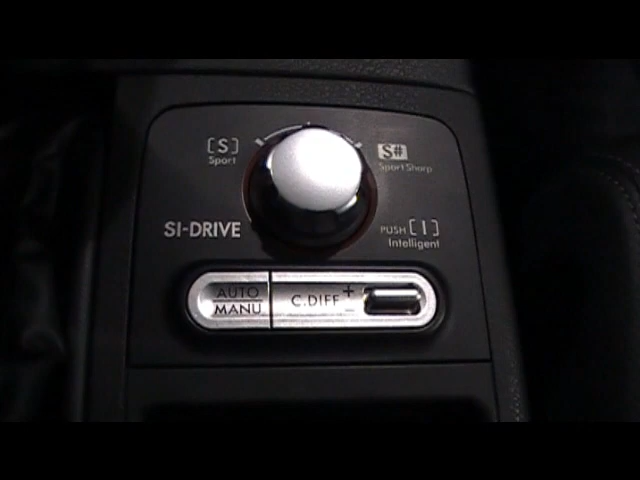 [S]
Sport
S#
Sport Sharp
SI-DRIVE
PUSH [I]
Intelligent
AUTO
MANU
C.DIFF + −